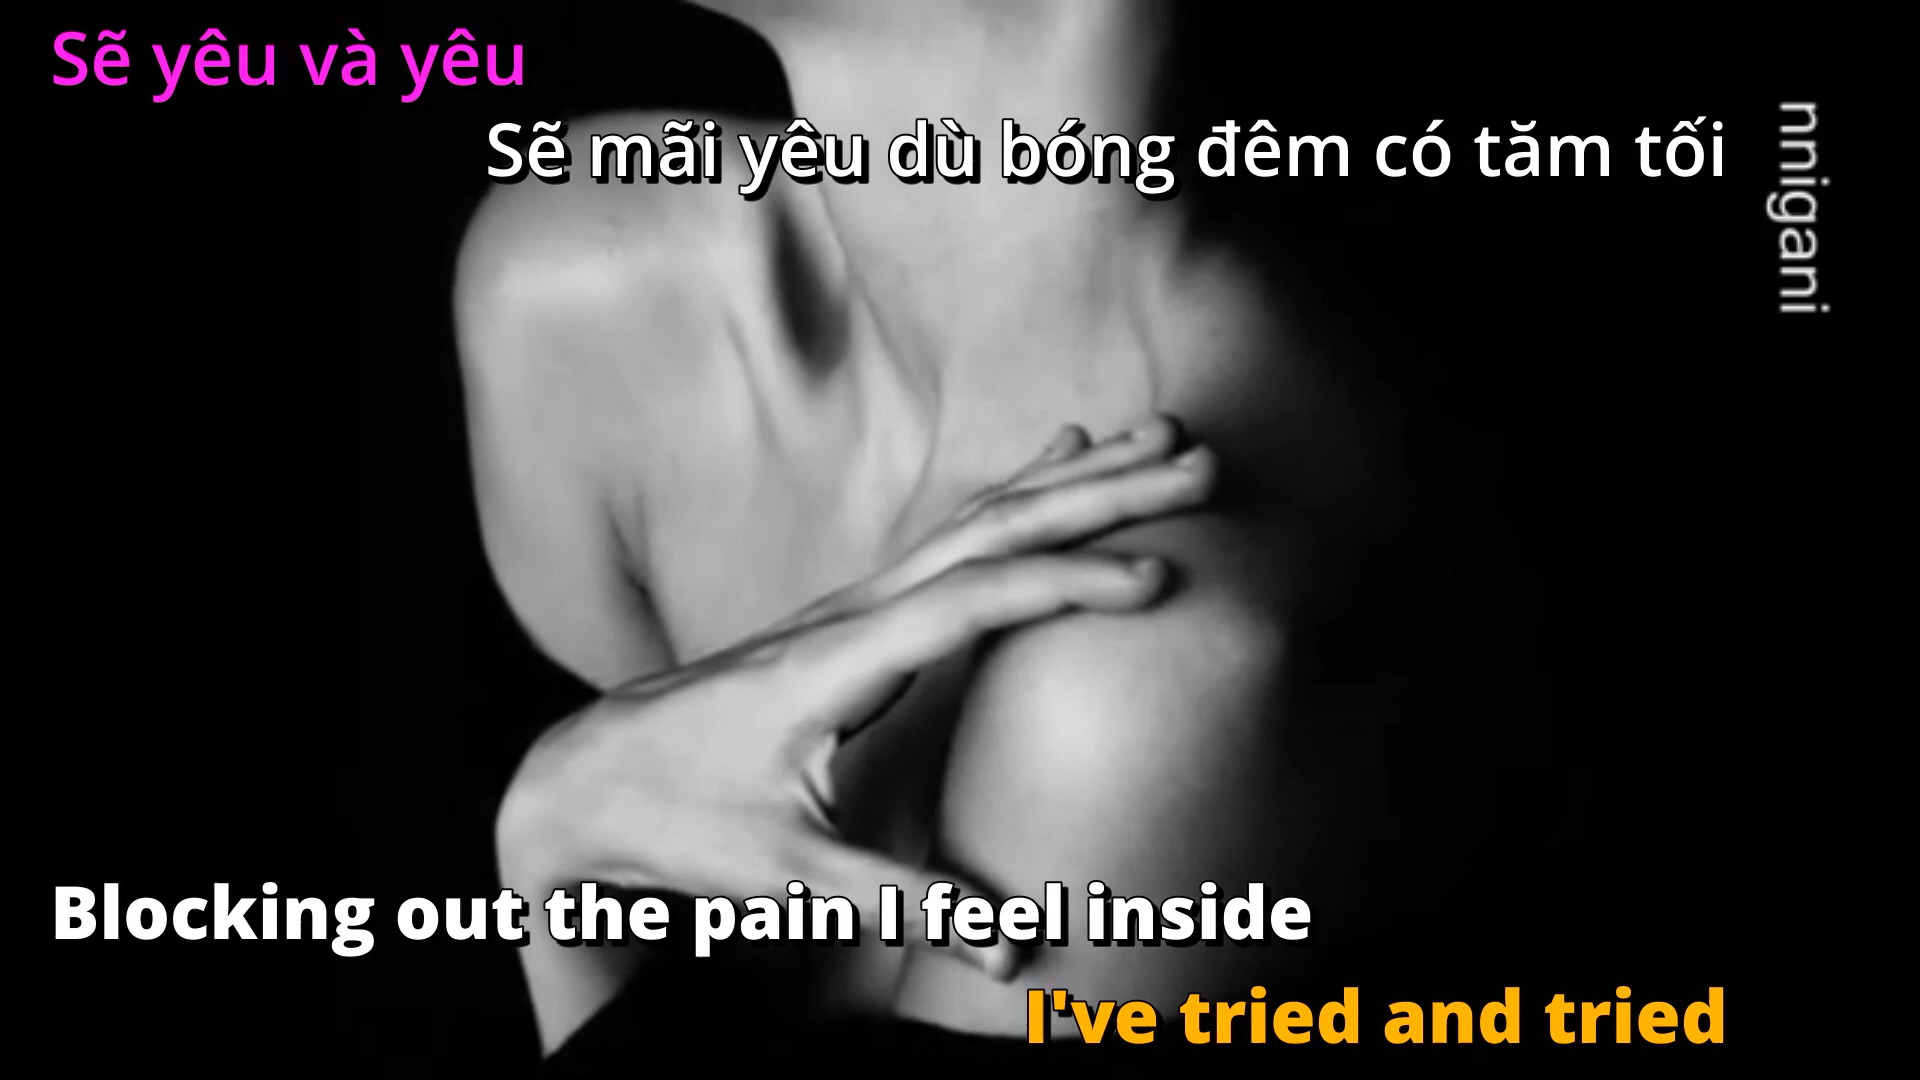 Sẽ yêu và yêu
Sẽ mãi yêu dù bóng đêm có tăm tối
nnigani
Blocking out the pain I feel inside
I've tried and tried